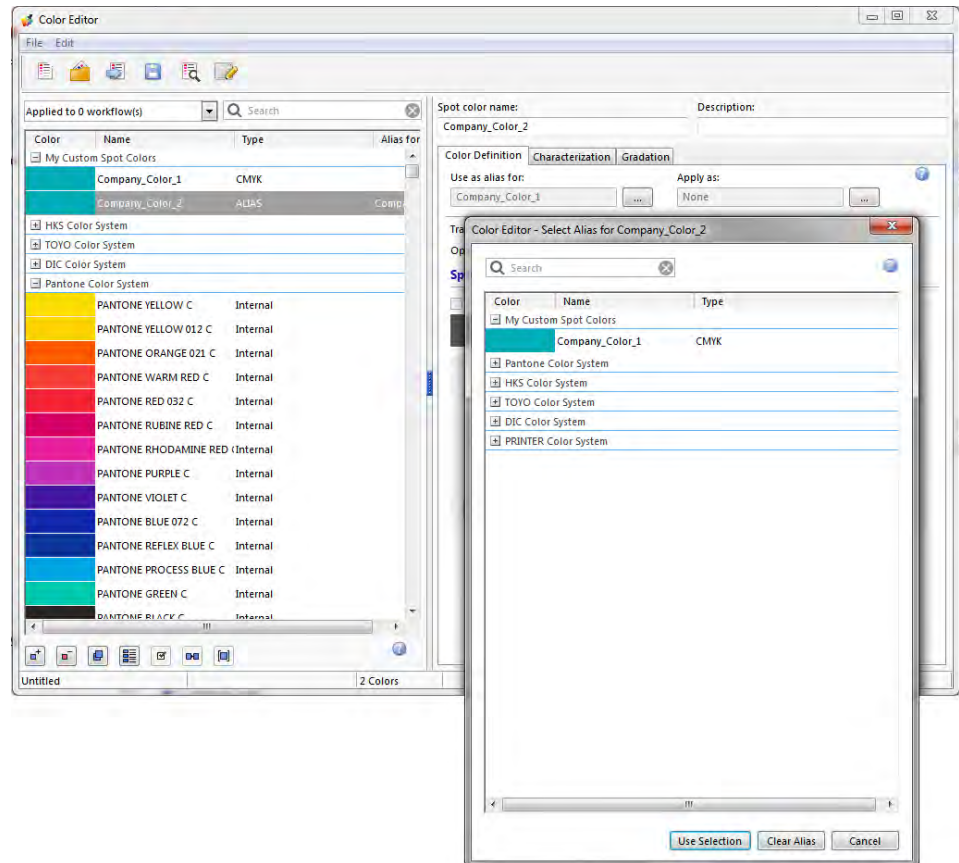 Color Editor
File Edit
Applied to 0 workflow(s) Search
Color Name Type Alias for
My Custom Spot Colors
Company_Color_1 CMYK
Company_Color_2 ALIAS
HKS Color System
TOYO Color System
DIC Color System
Pantone Color System
PANTONE YELLOW C Internal
PANTONE YELLOW 012 C Internal
PANTONE ORANGE 021 C Internal
PANTONE WARM RED C Internal
PANTONE RED 032 C Internal
PANTONE RUBINE RED C Internal
PANTONE RHODAMINE RED ( Internal
PANTONE PURPLE C Internal
PANTONE VIOLET C Internal
PANTONE BLUE 072 C Internal
PANTONE REFLEX BLUE C Internal
PANTONE PROCESS BLUE C Internal
PANTONE GREEN C Internal
PANTONE BLACK C Internal
Untitled 2 Colors
Spot color name: Description:
Company_Color_2
Color Definition Characterization Gradation
Use as alias for: Apply as:
Company_Color_1 ... None ...
Color Editor - Select Alias for Company_Color_2
Search
Color Name Type
My Custom Spot Colors
Company_Color_1 CMYK
Pantone Color System
HKS Color System
TOYO Color System
DIC Color System
PRINTER Color System
Use Selection Clear Alias Cancel